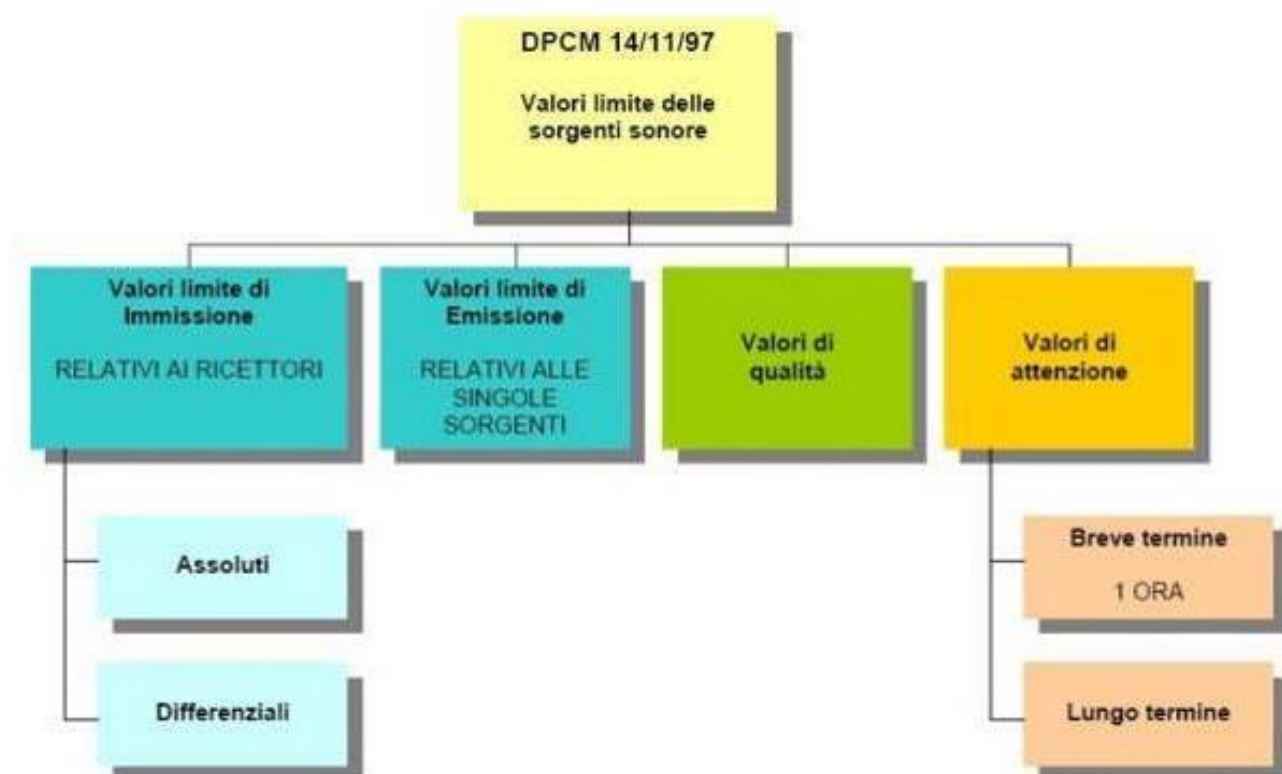 DPCM 14/11/97
Valori limite delle
sorgenti sonore
Valori limite di
Immissione
RELATIVI AI RICETTORI
Valori limite di
Emissione
RELATIVI ALLE
SINGOLE
SORGENTI
Valori di
qualità
Valori di
attenzione
Assoluti
Differenziali
Breve termine
1 ORA
Lungo termine